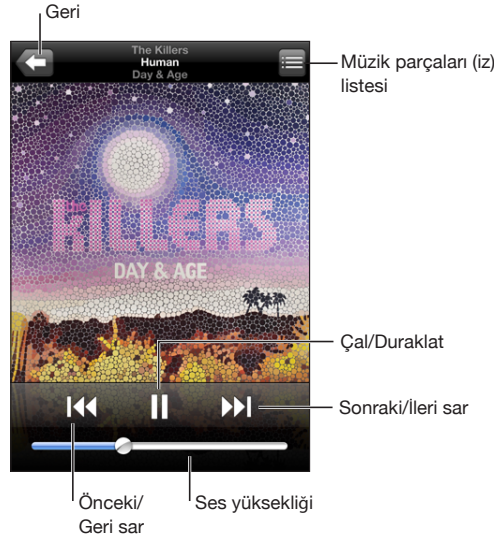 Geri
The Killers
Human
Day & Age
Müzik parçaları (iz)
listesi
the
KILLERS
DAY & AGE
Çal/Duraklat
Sonraki/İleri sar
Önceki/
Geri sar
Ses yüksekliği